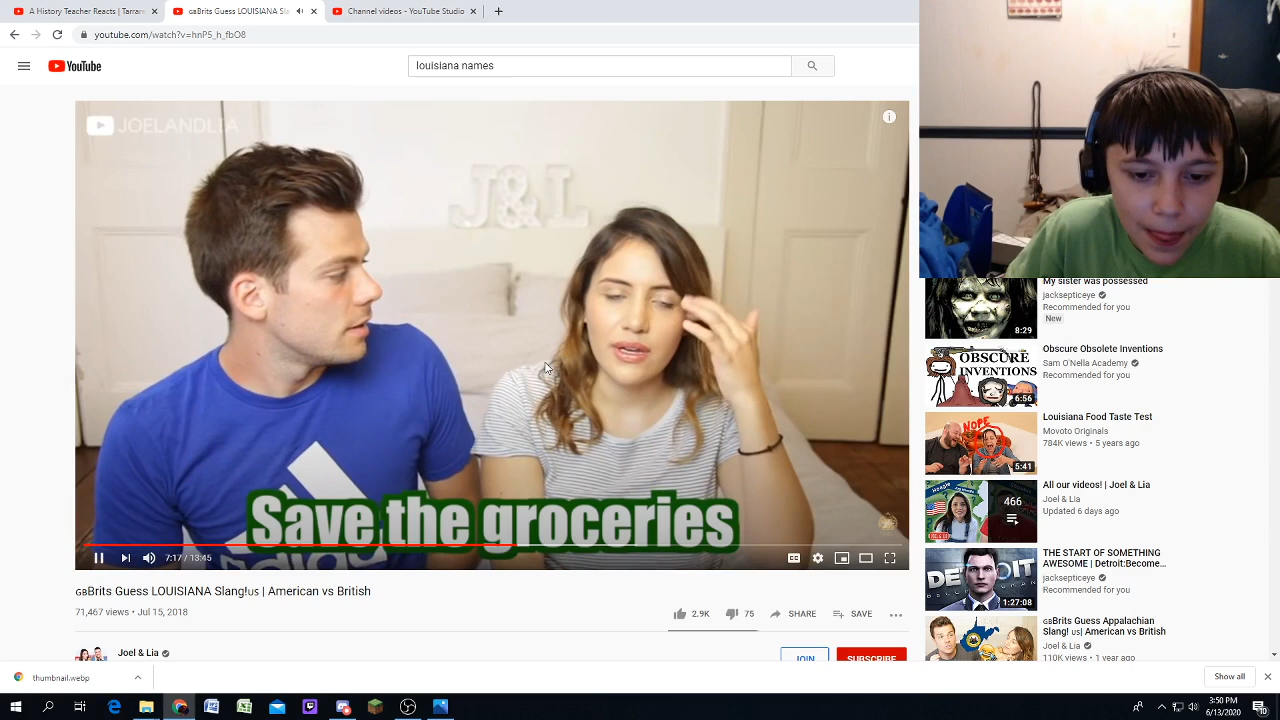 A History Teacher Reacts | Tarrar
GBBrits Guess LOUISIANA Sla
Channel videos - YouTube Studio
youtube.com/watch?v=hnP5_h_fbO8
YouTube
louisiana names
JOELANDLIA
J&L
Save the groceries
7:17 / 13:45
GBBrits Guess LOUISIANA Slang!us | American vs British
71,467 views • Jul 15, 2018
2.9K
75
SHARE
SAVE
Joel & Lia
JOIN
SUBSCRIBE
My sister was possessed
jacksepticeye
Recommended for you
New
8:29
OBSCURE
INVENTIONS
6:56
Obscure Obsolete Inventions
Sam O'Nella Academy
Recommended for you
NOPE
5:41
Louisiana Food Taste Test
Movoto Originals
784K views • 5 years ago
466
All our videos! | Joel & Lia
Joel & Lia
Updated 6 days ago
DETROIT
1:27:08
THE START OF SOMETHING
AWESOME | Detroit:Become...
jacksepticeye
Recommended for you
GBBrits Guess Appalachian
Slang! us| American vs British
Joel & Lia
110K views • 1 year ago
thumbnail.webp
Show all
3:50 PM
6/13/2020